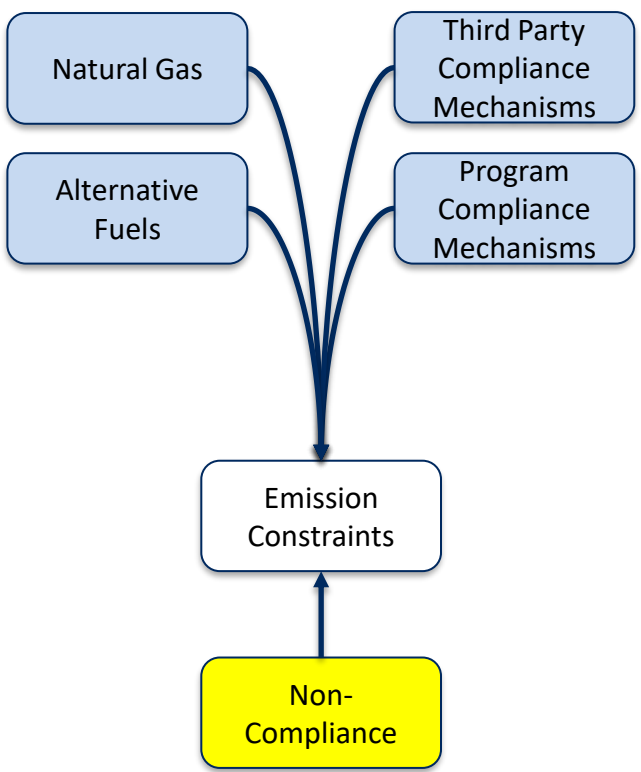 Natural Gas
Third Party
Compliance
Mechanisms
Alternative
Fuels
Program
Compliance
Mechanisms
Emission
Constraints
Non-
Compliance